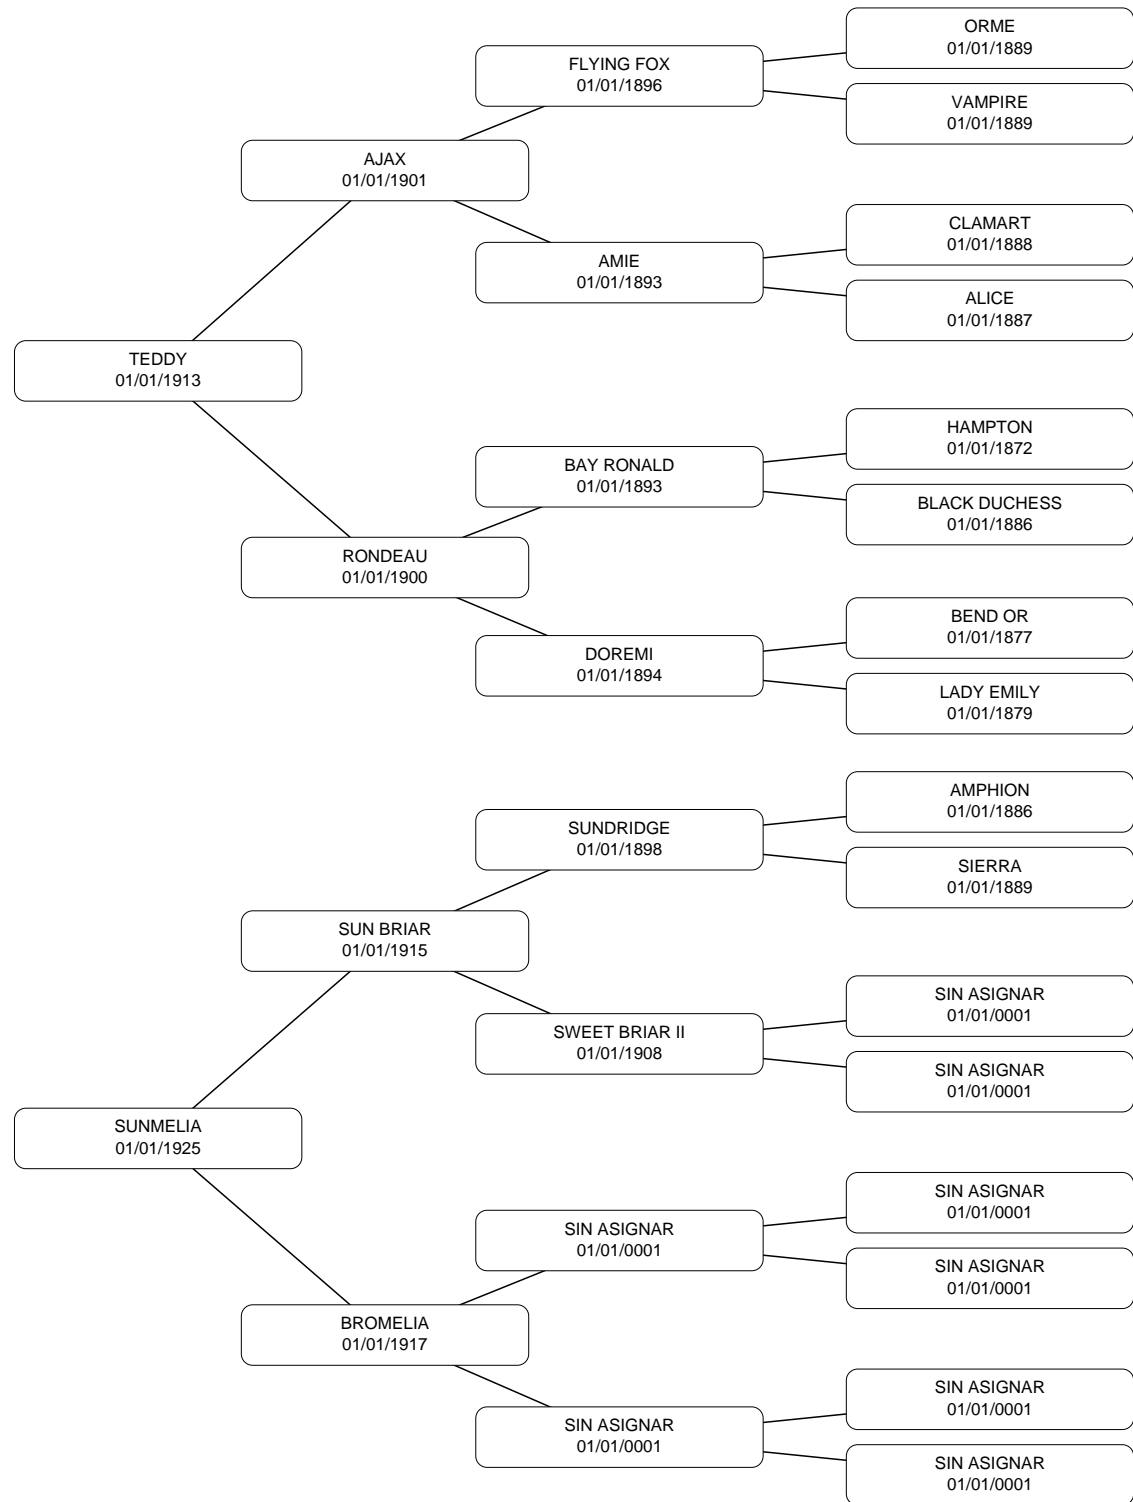 ORME
01/01/1889
FLYING FOX
01/01/1896
VAMPIRE
01/01/1889
AJAX
01/01/1901
CLAMART
01/01/1888
AMIE
01/01/1893
ALICE
01/01/1887
TEDDY
01/01/1913
HAMPTON
01/01/1872
BAY RONALD
01/01/1893
BLACK DUCHESS
01/01/1886
RONDEAU
01/01/1900
BEND OR
01/01/1877
DOREMI
01/01/1894
LADY EMILY
01/01/1879
AMPHION
01/01/1886
SUNDRIDGE
01/01/1898
SIERRA
01/01/1889
SUN BRIAR
01/01/1915
SIN ASIGNAR
01/01/0001
SWEET BRIAR II
01/01/1908
SIN ASIGNAR
01/01/0001
SUNMELIA
01/01/1925
SIN ASIGNAR
01/01/0001
SIN ASIGNAR
01/01/0001
SIN ASIGNAR
01/01/0001
BROMELIA
01/01/1917
SIN ASIGNAR
01/01/0001
SIN ASIGNAR
01/01/0001
SIN ASIGNAR
01/01/0001